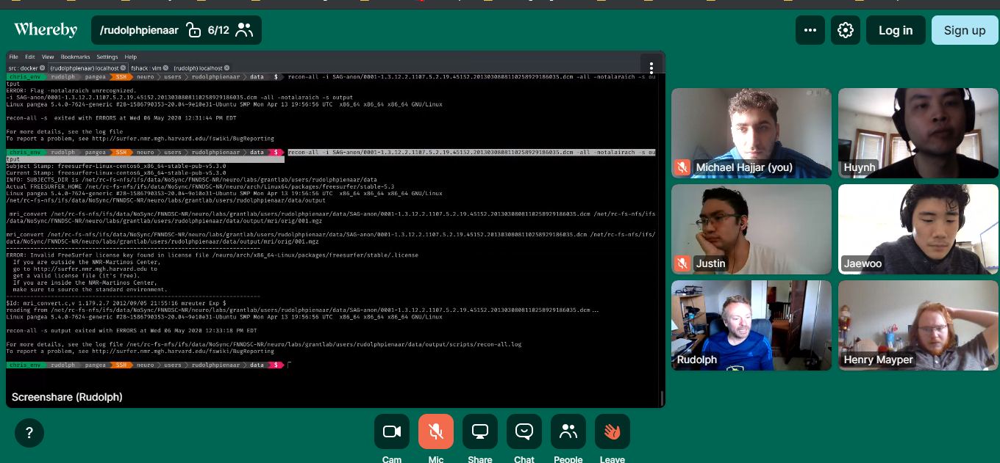 Whereby
/rudolphpienaar 6/12
Log in
Sign up
File Edit View Bookmarks Settings Help
src : docker (rudolphpienaar) localhost fshack : vim (rudolph) localhost
chris_env rudolph pangea SSH neuro users rudolphpienaar data $ recon-all -i SAG-anon/0001-1.3.12.2.1107.5.2.19.45152.2013030808110258929186035.dcm -all -notalaraich -s ou
tput
ERROR: Flag -notalaraich unrecognized.
-i SAG-anon/0001-1.3.12.2.1107.5.2.19.45152.2013030808110258929186035.dcm -all -notalaraich -s output
Linux pangea 5.4.0-7624-generic #28~1586790353~20.04~9e10e31-Ubuntu SMP Mon Apr 13 19:56:56 UTC x86_64 x86_64 x86_64 GNU/Linux
recon-all -s exited with ERRORS at Wed 06 May 2020 12:31:44 PM EDT
For more details, see the log file
To report a problem, see http://surfer.nmr.mgh.harvard.edu/fswiki/BugReporting
chris_env rudolph pangea SSH neuro users rudolphpienaar data $ recon-all -i SAG-anon/0001-1.3.12.2.1107.5.2.19.45152.2013030808110258929186035.dcm -all -notalairach -s ou
tput
Subject Stamp: freesurfer-Linux-centos6_x86_64-stable-pub-v5.3.0
Current Stamp: freesurfer-Linux-centos6_x86_64-stable-pub-v5.3.0
INFO: SUBJECTS_DIR is /net/rc-fs-nfs/ifs/data/NoSync/FNNDSC-NR/neuro/labs/grantlab/users/rudolphpienaar/data
Actual FREESURFER_HOME /net/rc-fs-nfs/ifs/data/NoSync/FNNDSC-NR/neuro/arch/Linux64/packages/freesurfer/stable-5.3
Linux pangea 5.4.0-7624-generic #28~1586790353~20.04~9e10e31-Ubuntu SMP Mon Apr 13 19:56:56 UTC x86_64 x86_64 x86_64 GNU/Linux
/net/rc-fs-nfs/ifs/data/NoSync/FNNDSC-NR/neuro/labs/grantlab/users/rudolphpienaar/data/output
mri_convert /net/rc-fs-nfs/ifs/data/NoSync/FNNDSC-NR/neuro/labs/grantlab/users/rudolphpienaar/data/SAG-anon/0001-1.3.12.2.1107.5.2.19.45152.2013030808110258929186035.dcm /net/rc-fs-nfs/ifs
/data/NoSync/FNNDSC-NR/neuro/labs/grantlab/users/rudolphpienaar/data/output/mri/orig/001.mgz
mri_convert /net/rc-fs-nfs/ifs/data/NoSync/FNNDSC-NR/neuro/labs/grantlab/users/rudolphpienaar/data/SAG-anon/0001-1.3.12.2.1107.5.2.19.45152.2013030808110258929186035.dcm /net/rc-fs-nfs/ifs/
data/NoSync/FNNDSC-NR/neuro/labs/grantlab/users/rudolphpienaar/data/output/mri/orig/001.mgz
--------------------------------------------------------------------------
ERROR: Invalid FreeSurfer license key found in license file /neuro/arch/x86_64-Linux/packages/freesurfer/stable/.license
If you are outside the NMR-Martinos Center,
go to http://surfer.nmr.mgh.harvard.edu to
get a valid license file (it's free).
If you are inside the NMR-Martinos Center,
make sure to source the standard environment.
--------------------------------------------------------------------------
$Id: mri_convert.c,v 1.179.2.7 2012/09/05 21:55:16 mreuter Exp $
reading from /net/rc-fs-nfs/ifs/data/NoSync/FNNDSC-NR/neuro/labs/grantlab/users/rudolphpienaar/data/SAG-anon/0001-1.3.12.2.1107.5.2.19.45152.2013030808110258929186035.dcm ...
Linux pangea 5.4.0-7624-generic #28~1586790353~20.04~9e10e31-Ubuntu SMP Mon Apr 13 19:56:56 UTC x86_64 x86_64 x86_64 GNU/Linux
recon-all -s output exited with ERRORS at Wed 06 May 2020 12:33:18 PM EDT
For more details, see the log file /net/rc-fs-nfs/ifs/data/NoSync/FNNDSC-NR/neuro/labs/grantlab/users/rudolphpienaar/data/output/scripts/recon-all.log
To report a problem, see http://surfer.nmr.mgh.harvard.edu/fswiki/BugReporting
chris_env rudolph pangea SSH neuro users rudolphpienaar data $
Screenshare (Rudolph)
Michael Hajjar (you)
Huynh
Justin
Jaewoo
Rudolph
Henry Mayper
?
Cam
Mic
Share
Chat
People
Leave